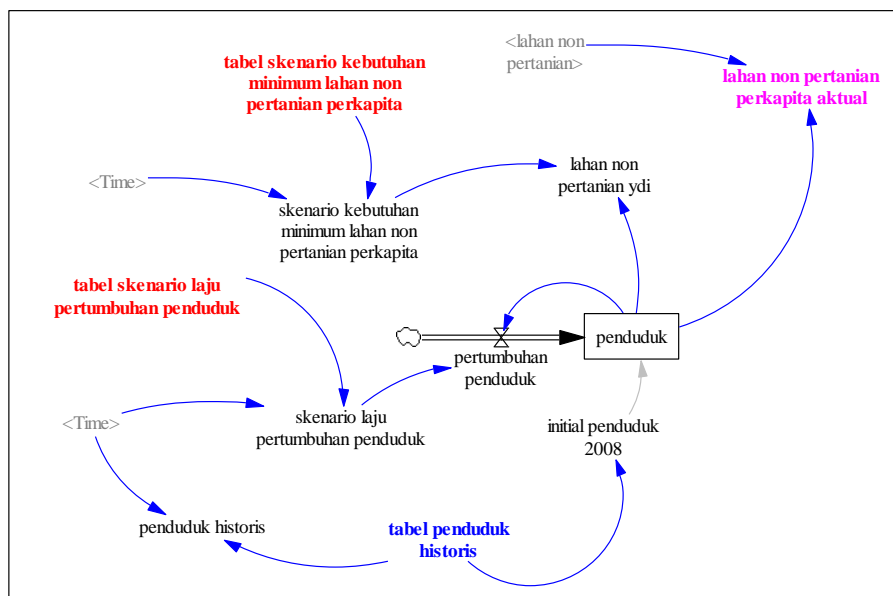 <lahan non
pertanian>
tabel skenario kebutuhan
minimum lahan non
pertanian perkapita
lahan non pertanian
perkapita aktual
<Time>
lahan non
pertanian ydi
skenario kebutuhan
minimum lahan non
pertanian perkapita
tabel skenario laju
pertumbuhan penduduk
penduduk
pertumbuhan
penduduk
<Time>
skenario laju
pertumbuhan penduduk
initial penduduk
2008
penduduk historis
tabel penduduk
historis